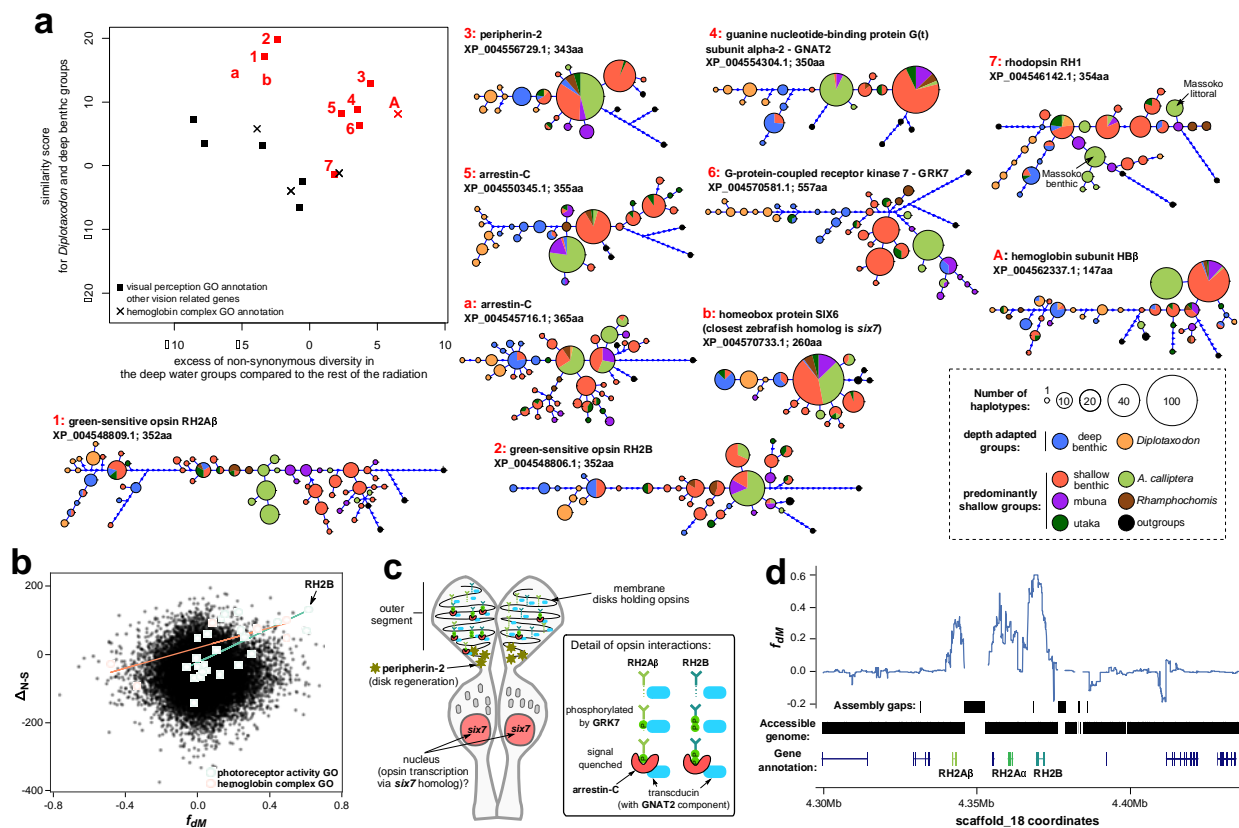 a
similarity score
for Diplotaxodon and deep benthc groups
20
10
0
▯10
▯20
1
2
a
b
3
4
5
6
A
7
visual perception GO annotation
other vision related genes
hemoglobin complex GO annotation
▯10
5
0
5
10
excess of non-synonymous diversity in
the deep water groups compared to the rest of the radiation
3: peripherin-2
XP_004556729.1; 343aa
4: guanine nucleotide-binding protein G(t)
subunit alpha-2 - GNAT2
XP_004554304.1; 350aa
7: rhodopsin RH1
XP_004546142.1; 354aa
Massoko
littoral
Massoko
benthic
5: arrestin-C
XP_004550345.1; 355aa
6: G-protein-coupled receptor kinase 7 - GRK7
XP_004570581.1; 557aa
A: hemoglobin subunit HBβ
XP_004562337.1; 147aa
a: arrestin-C
XP_004545716.1; 365aa
b: homeobox protein SIX6
(closest zebrafish homolog is six7)
XP_004570733.1; 260aa
1: green-sensitive opsin RH2Aβ
XP_004548809.1; 352aa
2: green-sensitive opsin RH2B
XP_004548806.1; 352aa
Number of
haplotypes:
1
10
20
40
100
depth adapted
groups:
deep
benthic
Diplotaxodon
predominantly
shallow groups:
shallow
benthic
A. calliptera
mbuna
Rhamphochomis
utaka
outgroups
b
ΔN-S
200
0
-200
-400
RH2B
photoreceptor activity GO
hemoglobin complex GO
-0.8
-0.4
0.0
0.4
0.8
fdM
c
outer
segment
membrane
disks holding opsins
peripherin-2
(disk regeneration)
six7
six7
nucleus
(opsin transcription
via six7 homolog)?
Detail of opsin interactions:
RH2Aβ
RH2B
phosphorylated
by GRK7
signal
quenched
arrestin-C
transducin
(with GNAT2 component)
d
fdM
0.6
0.4
0.2
0.0
-0.2
Assembly gaps:
Accessible
genome:
Gene
annotation:
RH2Aβ
RH2Aα
RH2B
4.30Mb
4.35Mb
4.40Mb
scaffold_18 coordinates